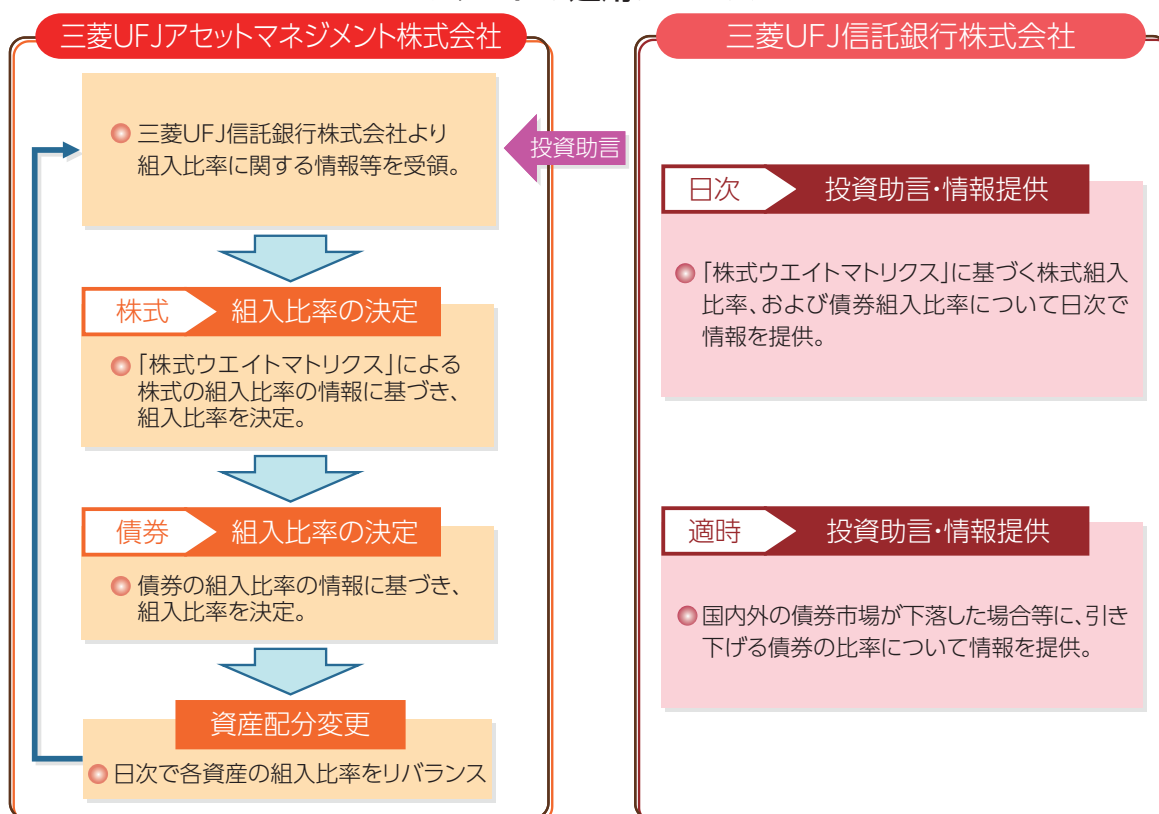 三菱UFJアセットマネジメント株式会社
三菱UFJ信託銀行株式会社
三菱UFJ信託銀行株式会社より
組入比率に関する情報等を受領。
投資助言
株式 組入比率の決定
「株式ウエイトマトリクス」による
株式の組入比率の情報に基づき、
組入比率を決定。
債券 組入比率の決定
債券の組入比率の情報に基づき、
組入比率を決定。
資産配分変更
日次で各資産の組入比率をリバランス
日次 投資助言・情報提供
「株式ウエイトマトリクス」に基づく株式組入
比率、および債券組入比率について日次で
情報を提供。
適時 投資助言・情報提供
国内外の債券市場が下落した場合等に、引き
下げる債券の比率について情報を提供。